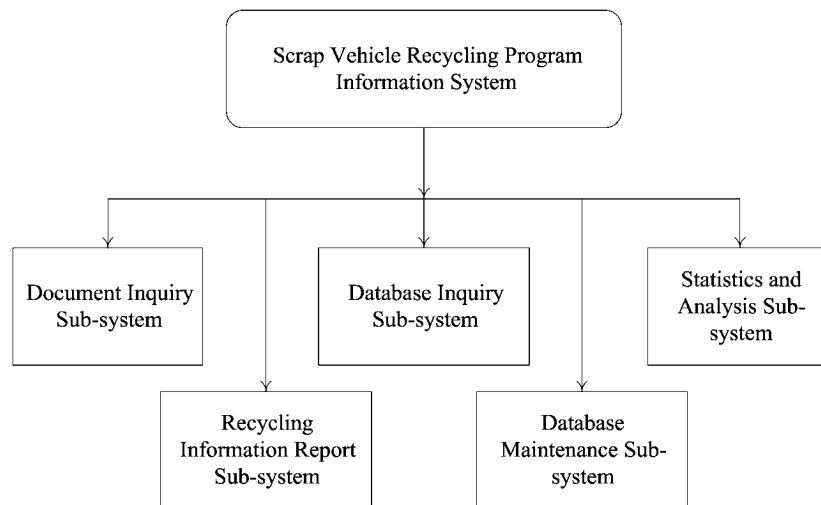 Scrap Vehicle Recycling Program
Information System
Document Inquiry
Sub-system
Database Inquiry
Sub-system
Statistics and
Analysis Sub-
system
Recycling
Information Report
Sub-system
Database
Maintenance Sub-
system